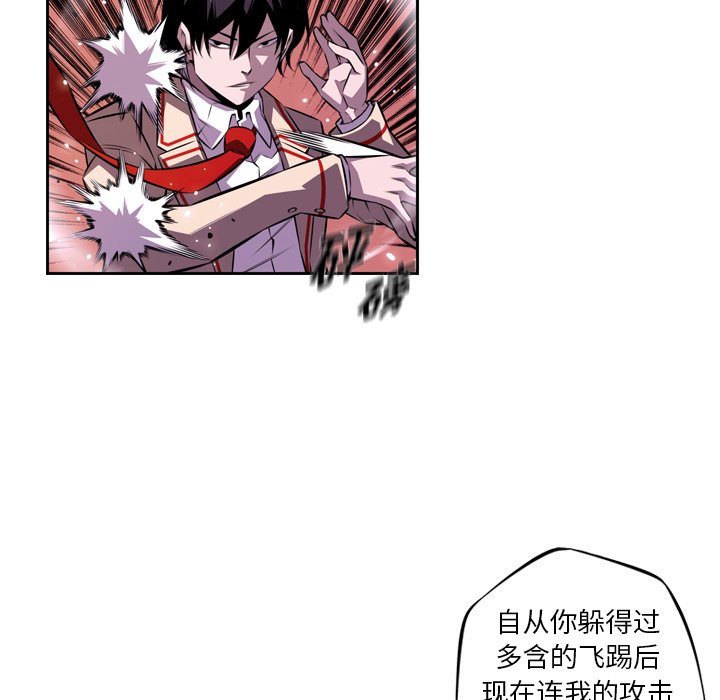 砰
砰
自从你躲得过
多含的飞踢后
现在连我的攻击